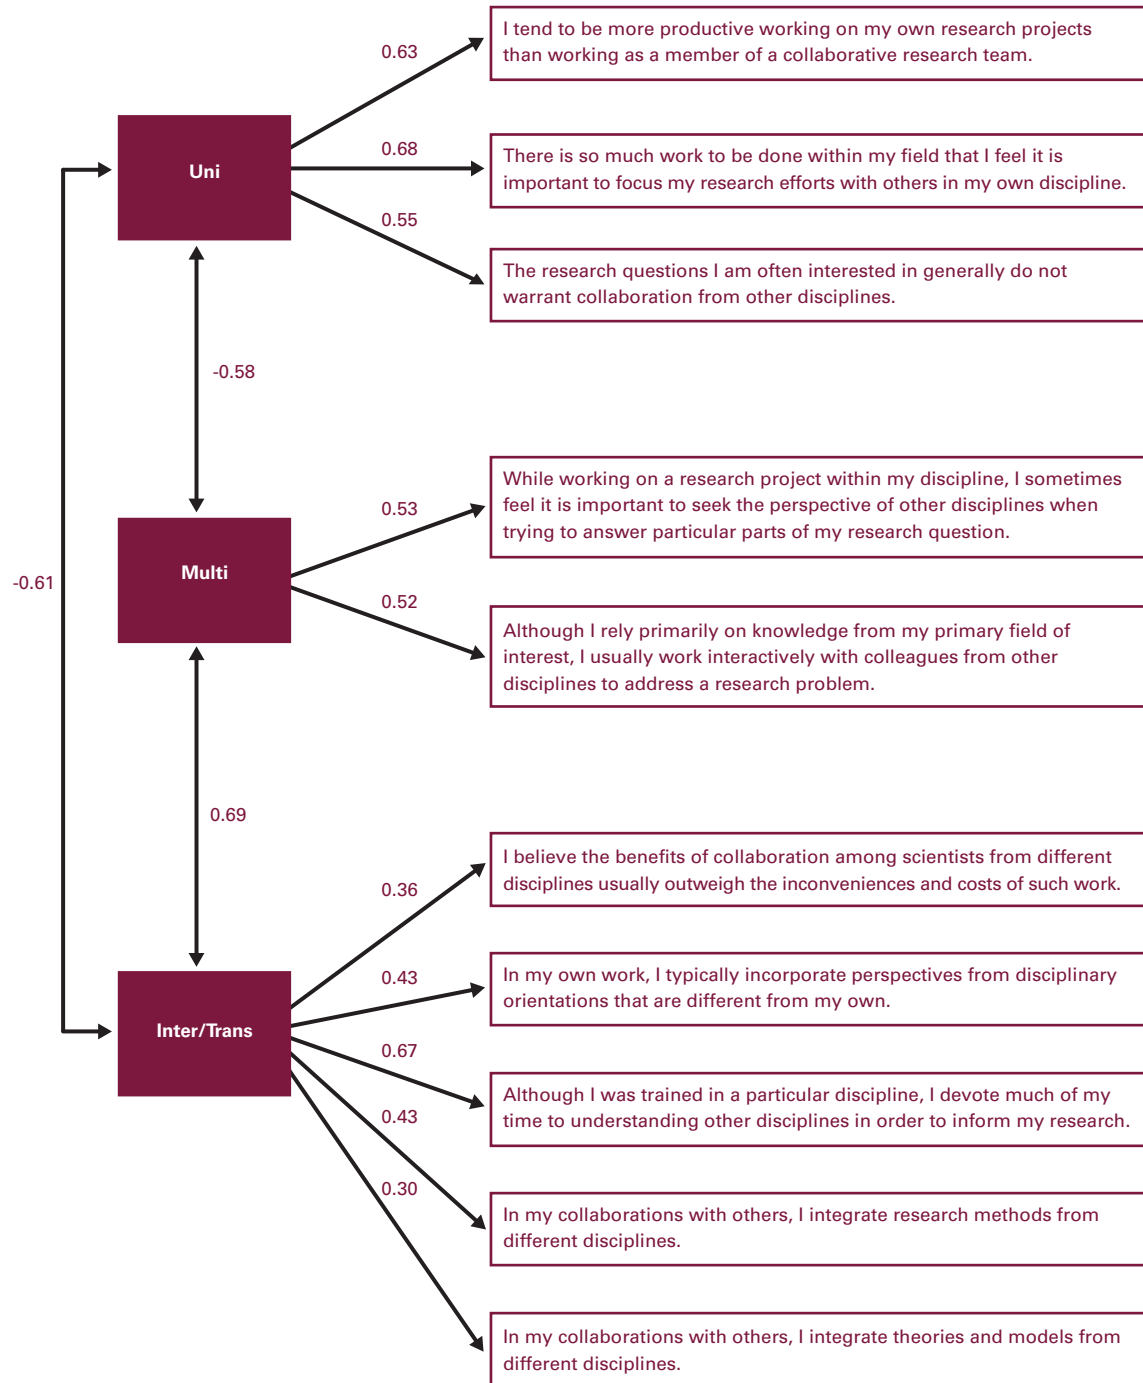 I tend to be more productive working on my own research projects
than working as a member of a collaborative research team.
0.63
Uni
0.68
There is so much work to be done within my field that I feel it is
important to focus my research efforts with others in my own discipline.
0.55
The research questions I am often interested in generally do not
warrant collaboration from other disciplines.
-0.58
While working on a research project within my discipline, I sometimes
feel it is important to seek the perspective of other disciplines when
trying to answer particular parts of my research question.
0.53
Multi
-0.61
0.52
Although I rely primarily on knowledge from my primary field of
interest, I usually work interactively with colleagues from other
disciplines to address a research problem.
0.69
I believe the benefits of collaboration among scientists from different
disciplines usually outweigh the inconveniences and costs of such work.
0.36
In my own work, I typically incorporate perspectives from disciplinary
orientations that are different from my own.
0.43
Inter/Trans
0.67
Although I was trained in a particular discipline, I devote much of my
time to understanding other disciplines in order to inform my research.
0.43
0.30
In my collaborations with others, I integrate research methods from
different disciplines.
In my collaborations with others, I integrate theories and models from
different disciplines.